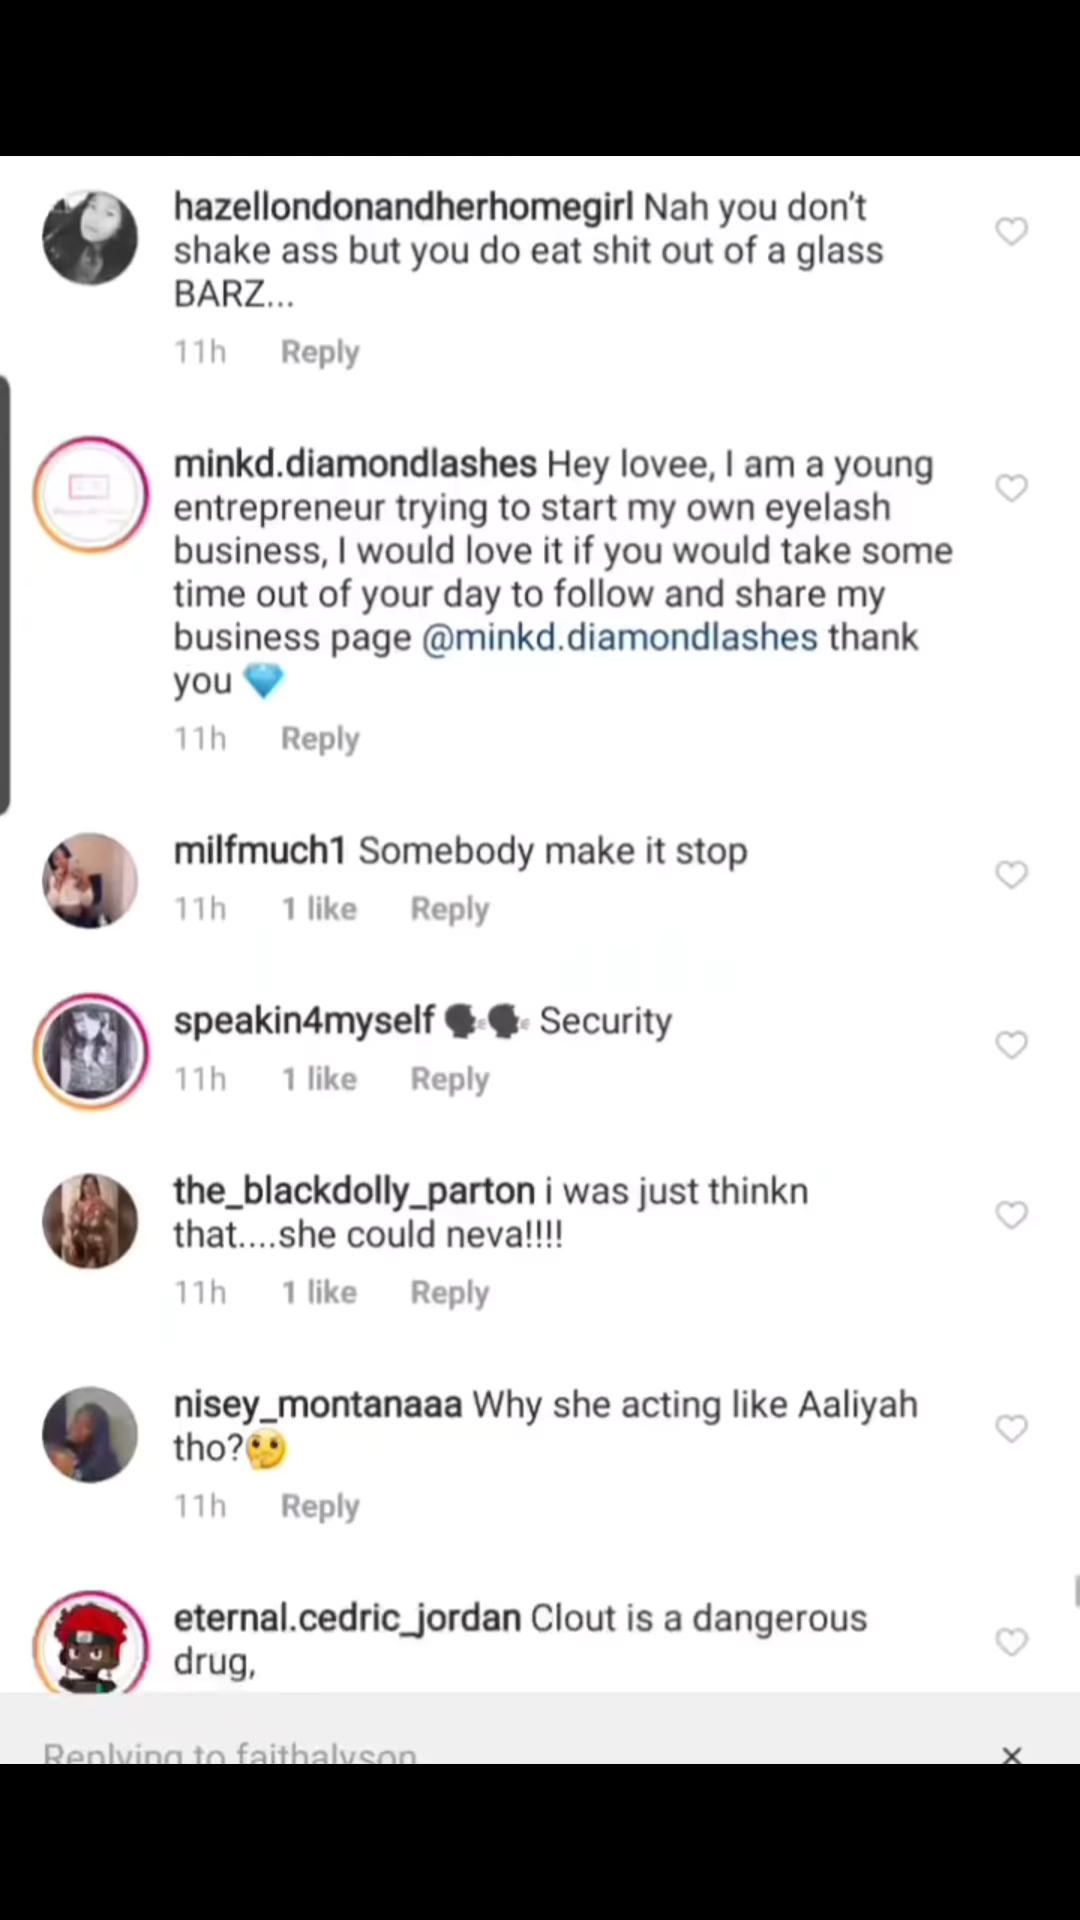 hazellondonandherhomegirl Nah you don't
shake ass but you do eat shit out of a glass
BARZ...
11h Reply
minkd.diamondlashes Hey lovee, I am a young
entrepreneur trying to start my own eyelash
business, I would love it if you would take some
time out of your day to follow and share my
business page @minkd.diamondlashes thank
you 💎
11h Reply
milfmuch1 Somebody make it stop
11h 1 like Reply
speakin4myself 🗣🗣 Security
11h 1 like Reply
the_blackdolly_parton i was just thinkn
that....she could neva!!!!
11h 1 like Reply
nisey_montanaaa Why she acting like Aaliyah
tho?🤔
11h Reply
eternal.cedric_jordan Clout is a dangerous
drug,
Replying to faithalyson